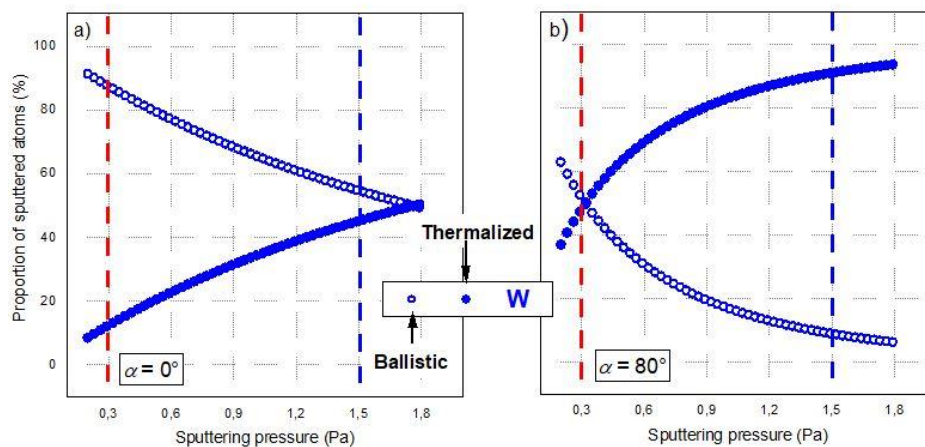 a)
b)
Proportion of sputtered atoms (%)
100
80
60
40
20
0
Thermalized
W
Ballistic
α = 0°
α = 80°
0,3 0,6 0,9 1,2 1,5 1,8
0,3 0,6 0,9 1,2 1,5 1,8
Sputtering pressure (Pa)
Sputtering pressure (Pa)